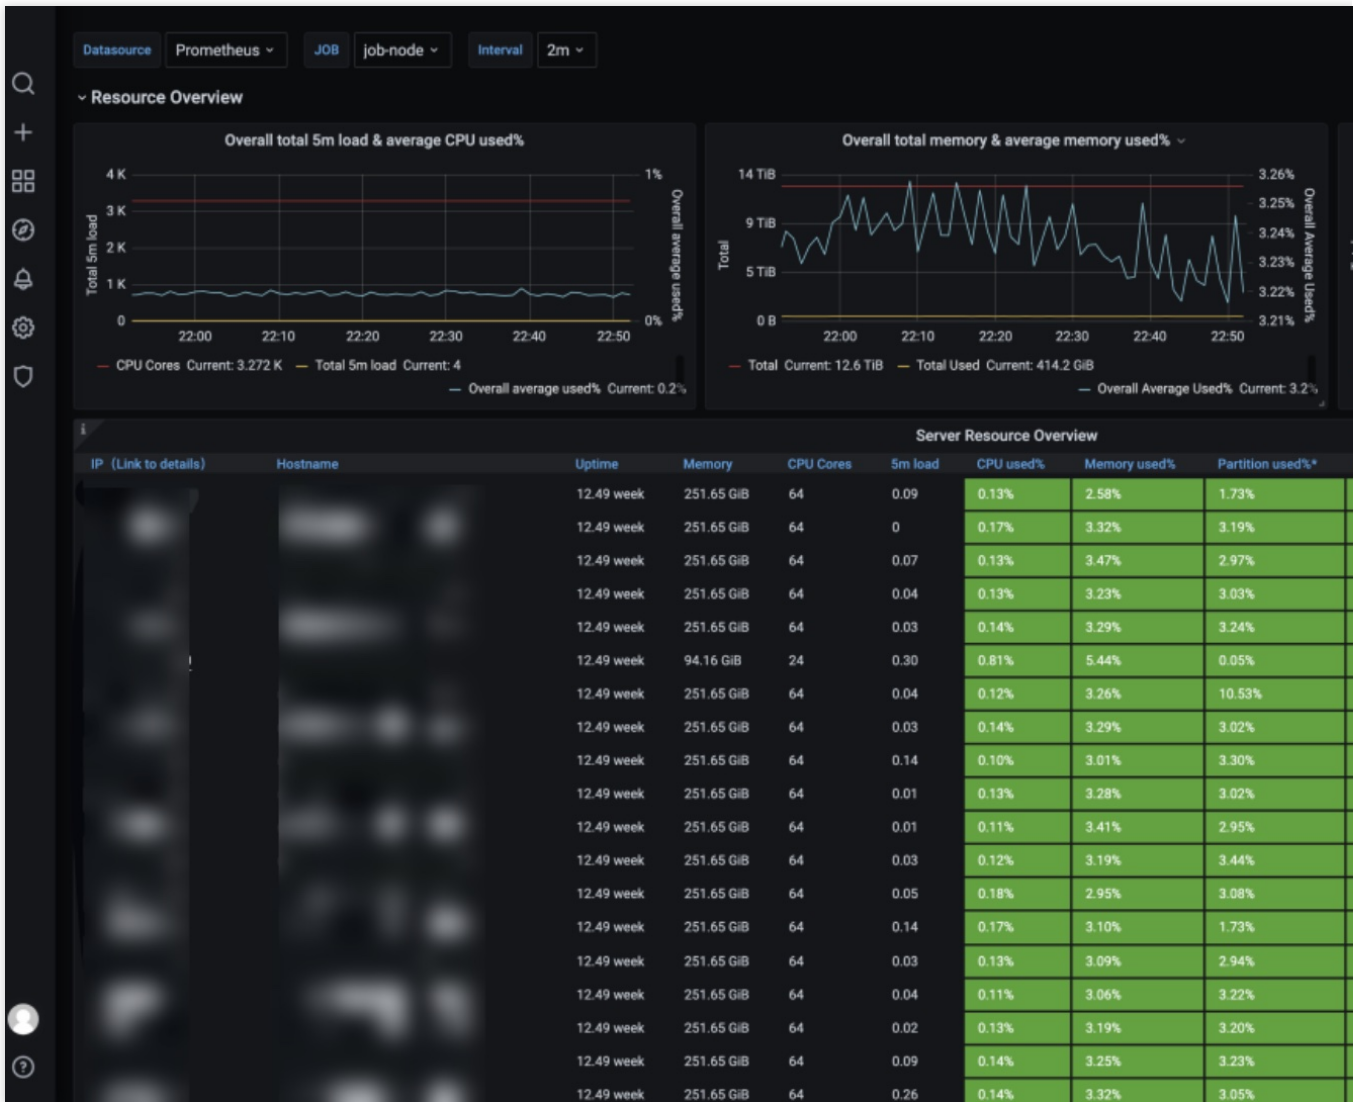 Datasource Prometheus JOB job-node Interval 2m
Resource Overview
Overall total 5m load & average CPU used%
4 K
3 K
2 K
1 K
0
Total 5m load
1%
0%
Overall average used%
22:00 22:10 22:20 22:30 22:40 22:50
CPU Cores Current: 3.272 K Total 5m load Current: 4
Overall average used% Current: 0.2%
Overall total memory & average memory used%
14 TiB
9 TiB
5 TiB
0 B
Total
3.26%
3.25%
3.24%
3.23%
3.22%
3.21%
Overall Average Used%
22:00 22:10 22:20 22:30 22:40 22:50
Total Current: 12.6 TiB Total Used Current: 414.2 GiB
Overall Average Used% Current: 3.2%
i
Server Resource Overview
IP (Link to details) Hostname Uptime Memory CPU Cores 5m load CPU used% Memory used% Partition used%*
12.49 week 251.65 GiB 64 0.09 0.13% 2.58% 1.73%
12.49 week 251.65 GiB 64 0 0.17% 3.32% 3.19%
12.49 week 251.65 GiB 64 0.07 0.13% 3.47% 2.97%
12.49 week 251.65 GiB 64 0.04 0.13% 3.23% 3.03%
12.49 week 251.65 GiB 64 0.03 0.14% 3.29% 3.24%
12.49 week 94.16 GiB 24 0.30 0.81% 5.44% 0.05%
12.49 week 251.65 GiB 64 0.04 0.12% 3.26% 10.53%
12.49 week 251.65 GiB 64 0.03 0.14% 3.29% 3.02%
12.49 week 251.65 GiB 64 0.14 0.10% 3.01% 3.30%
12.49 week 251.65 GiB 64 0.01 0.13% 3.28% 3.02%
12.49 week 251.65 GiB 64 0.01 0.11% 3.41% 2.95%
12.49 week 251.65 GiB 64 0.03 0.12% 3.19% 3.44%
12.49 week 251.65 GiB 64 0.05 0.18% 2.95% 3.08%
12.49 week 251.65 GiB 64 0.14 0.17% 3.10% 1.73%
12.49 week 251.65 GiB 64 0.03 0.13% 3.09% 2.94%
12.49 week 251.65 GiB 64 0.04 0.11% 3.06% 3.22%
12.49 week 251.65 GiB 64 0.02 0.13% 3.19% 3.20%
12.49 week 251.65 GiB 64 0.09 0.14% 3.25% 3.23%
12.49 week 251.65 GiB 64 0.26 0.14% 3.32% 3.05%